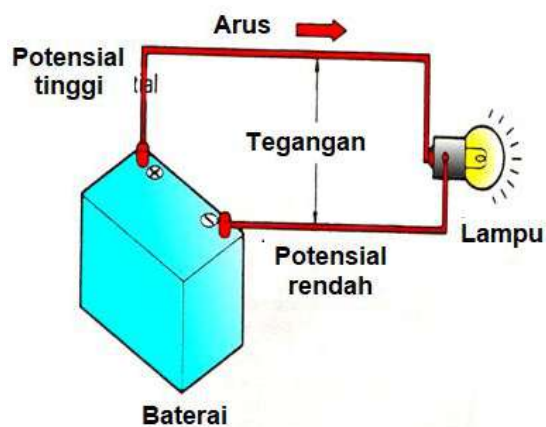 Arus
Potensial
tinggi
Tegangan
Lampu
Potensial
rendah
Baterai